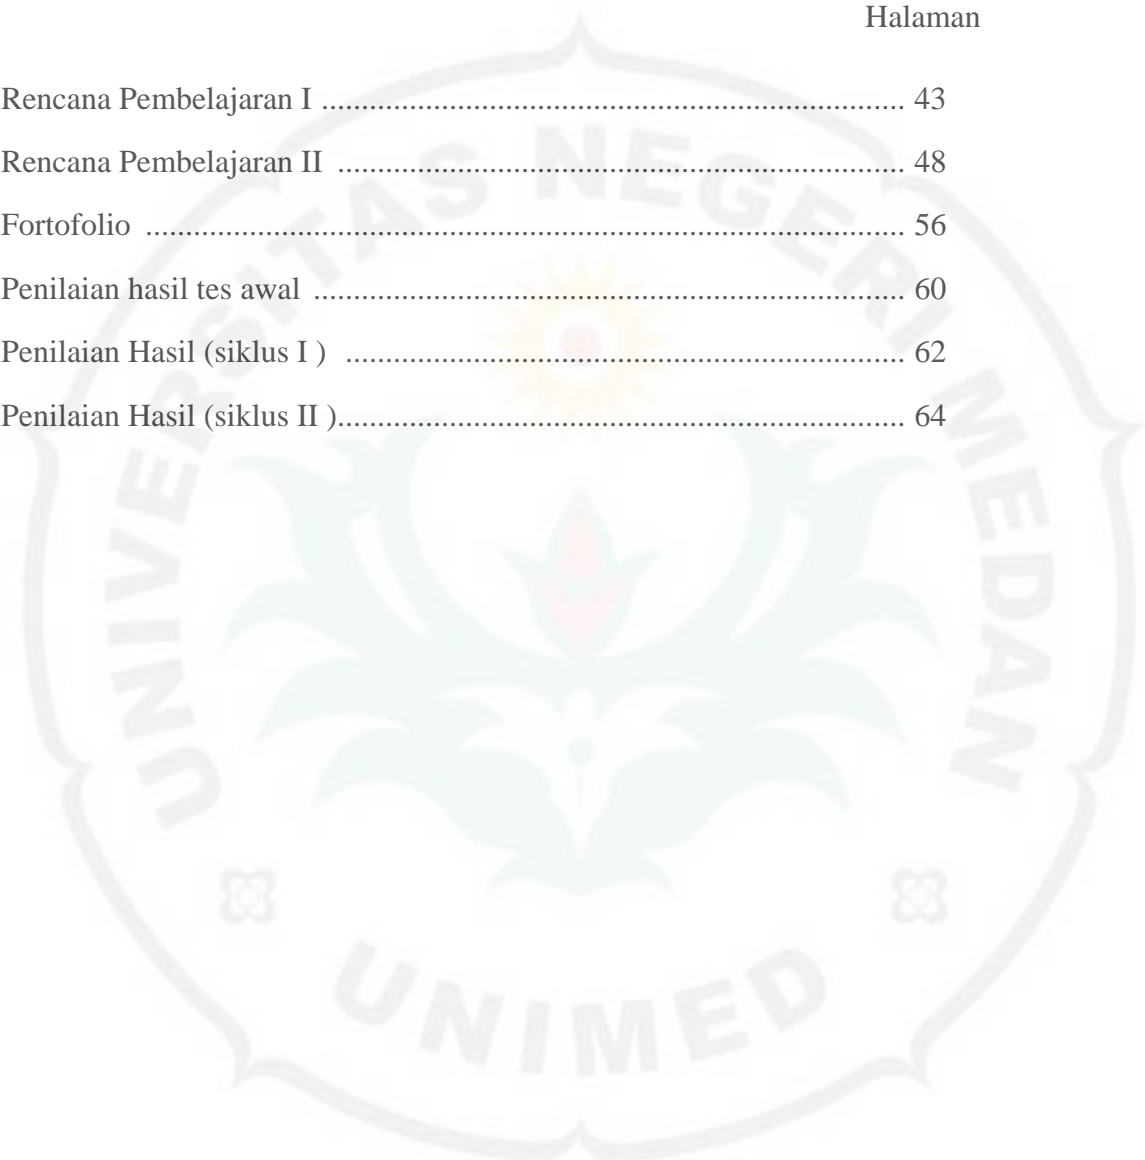 Halaman
Rencana Pembelajaran I ........................................................................ 43
Rencana Pembelajaran II ...................................................................... 48
Fortofolio .............................................................................................. 56
Penilaian hasil tes awal ......................................................................... 60
Penilaian Hasil (siklus I ) ..................................................................... 62
Penilaian Hasil (siklus II )...................................................................... 64
UNIVERSITAS NEGERI MEDAN
UNIMED